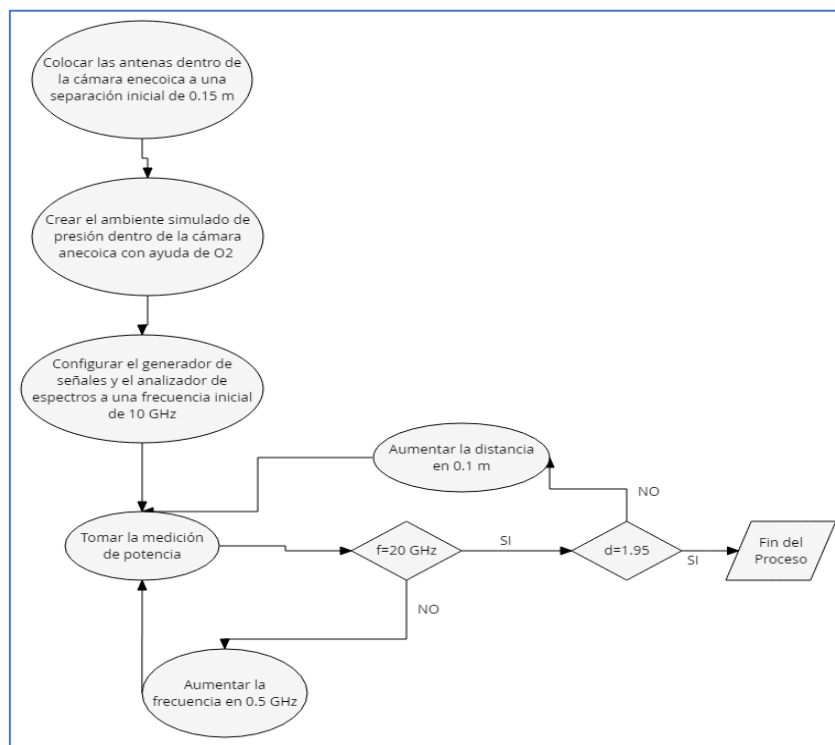 Colocar las antenas dentro de
la cámara enecoica a una
separación inicial de 0.15 m
Crear el ambiente simulado de
presión dentro de la cámara
anecoica con ayuda de O2
Configurar el generador de
señales y el analizador de
espectros a una frecuencia inicial
de 10 GHz
Aumentar la distancia
en 0.1 m
NO
Tomar la medición
de potencia
f=20 GHz
SI
d=1.95
SI
Fin del
Proceso
NO
Aumentar la
frecuencia en 0.5 GHz